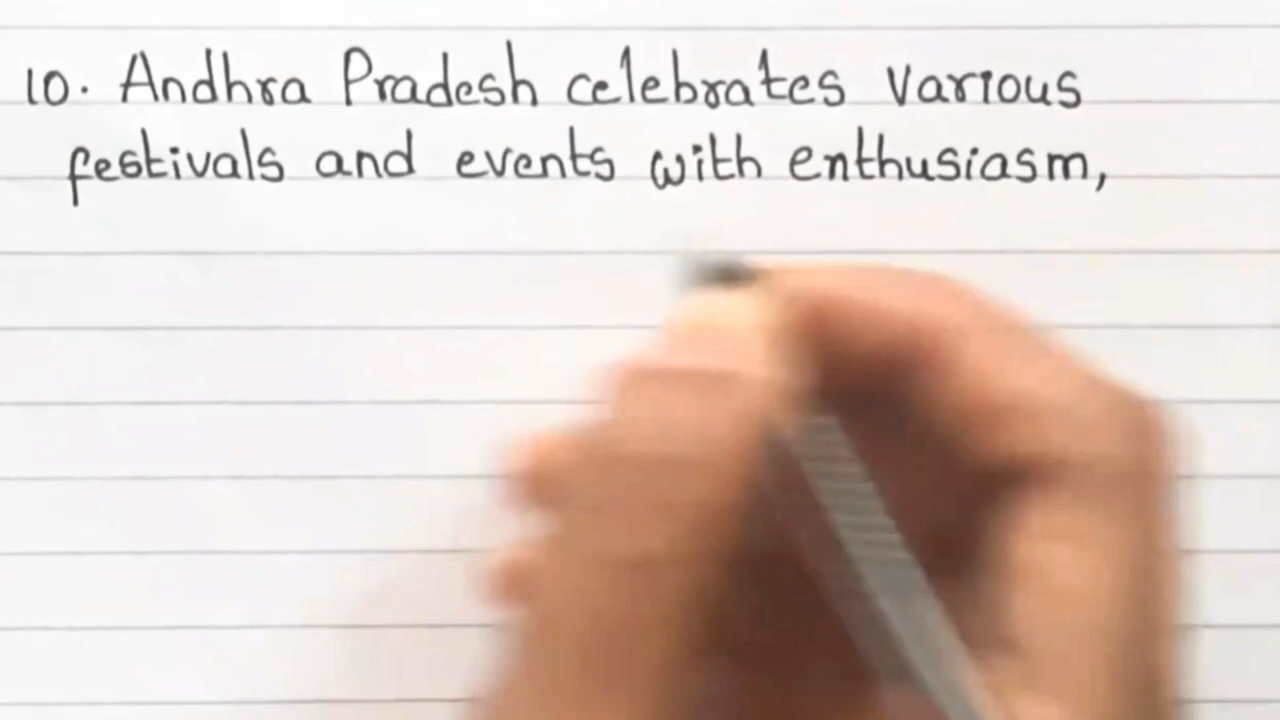 10. Andhra Pradesh celebrates various
festivals and events with enthusiasm,